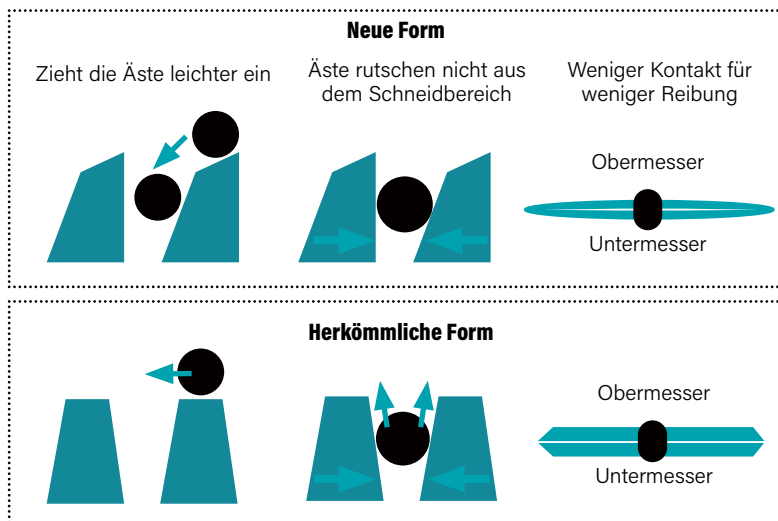 Neue Form
Zieht die Äste leichter ein
Äste rutschen nicht aus
dem Schneidbereich
Weniger Kontakt für
weniger Reibung
Obermesser
Untermesser
Herkömmliche Form
Obermesser
Untermesser